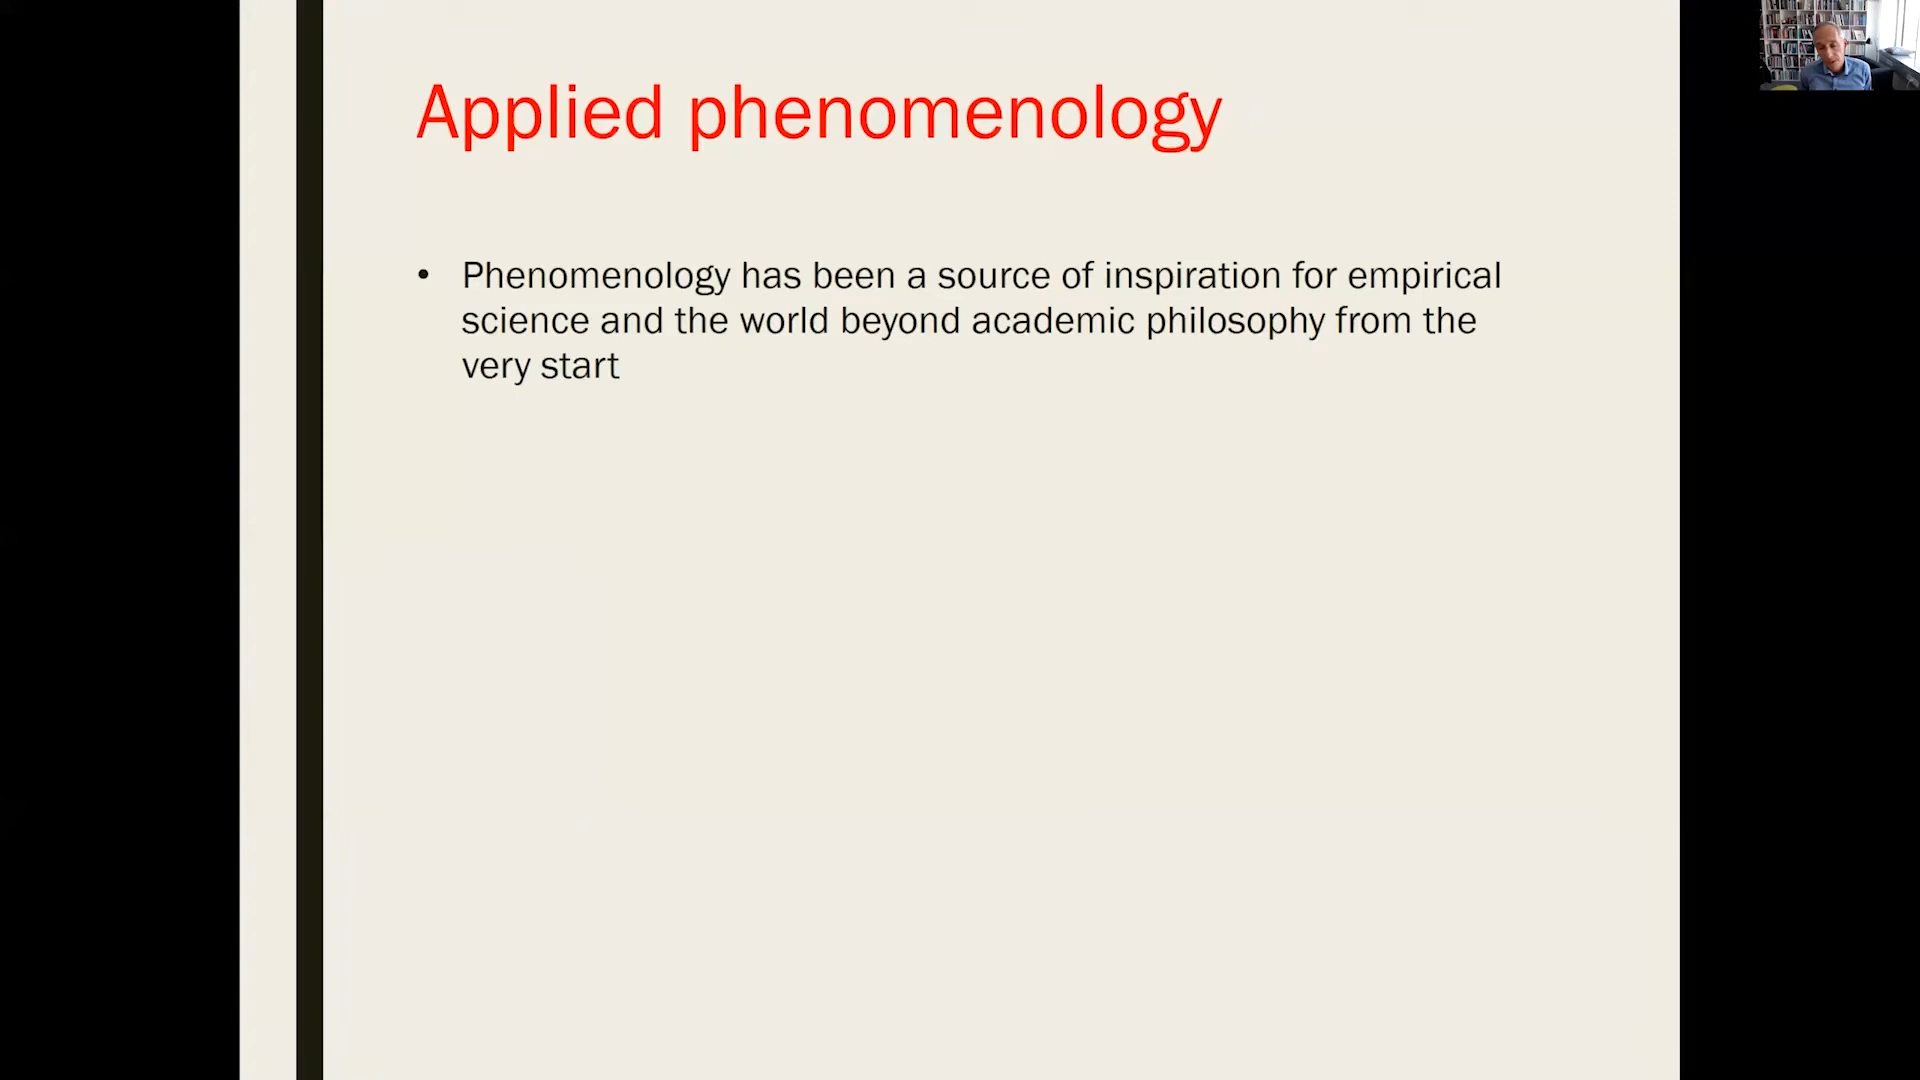 Applied phenomenology
• Phenomenology has been a source of inspiration for empirical
science and the world beyond academic philosophy from the
very start